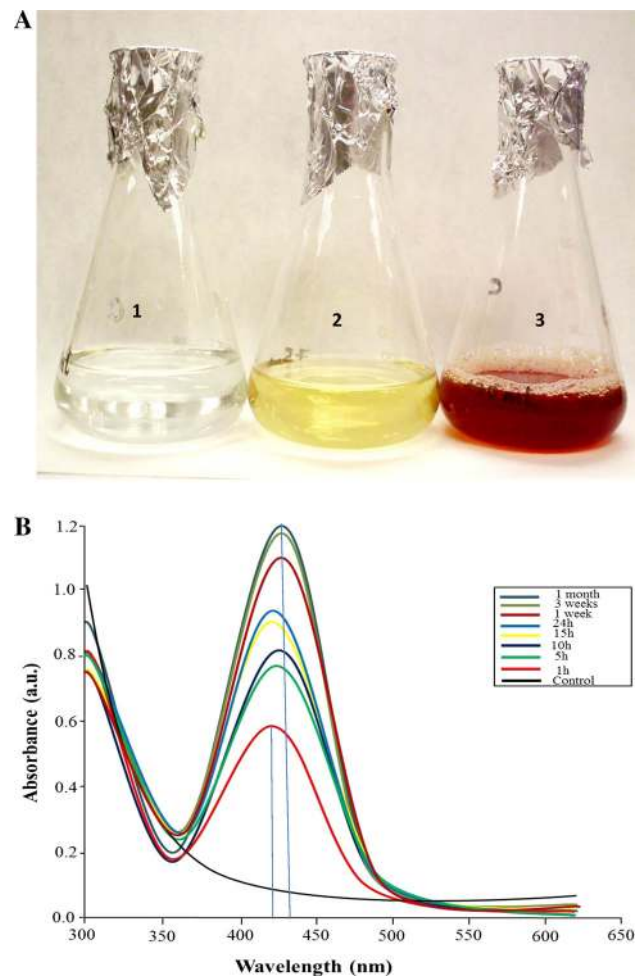 A
1 2 3
B
1.2
1.0
0.8
0.6
0.4
0.2
0.0
Absorbance (a.u.)
1 month
3 weeks
1 week
24h
15h
10h
5h
1h
Control
300 350 400 450 500 550 600 650
Wavelength (nm)